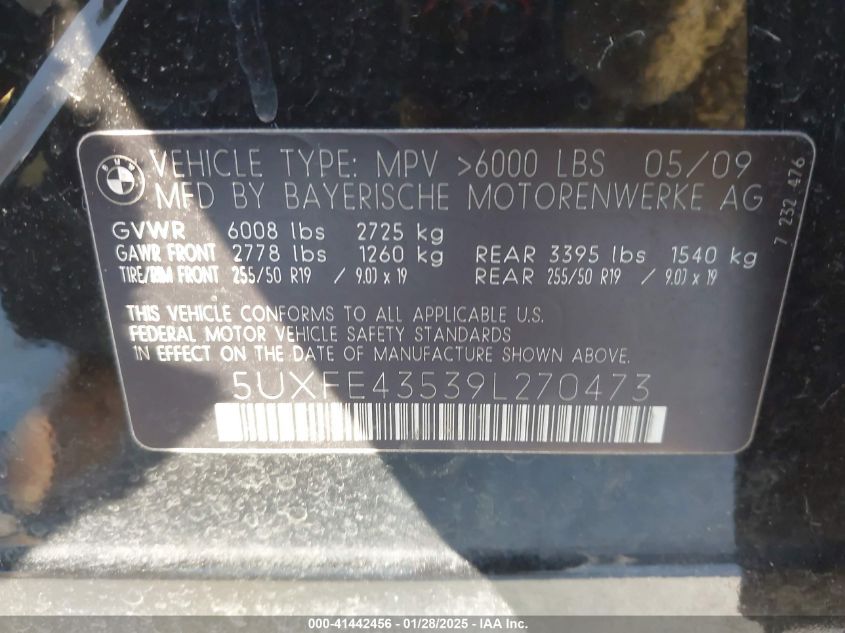 BMW
VEHICLE TYPE: MPV >6000 LBS 05/09
MFD BY BAYERISCHE MOTORENWERKE AG
GVWR 6008 lbs 2725 kg
GAWR FRONT 2778 lbs 1260 kg REAR 3395 lbs 1540 kg
TIRE/RIM FRONT 255/50 R19 / 9.0J x 19 REAR 255/50 R19 / 9.0J x 19
THIS VEHICLE CONFORMS TO ALL APPLICABLE U.S.
FEDERAL MOTOR VEHICLE SAFETY STANDARDS
IN EFFECT ON THE DATE OF MANUFACTURE SHOWN ABOVE.
5UXFE43539L270473
7 232 476
000-41442456 - 01/28/2025 - IAA Inc.